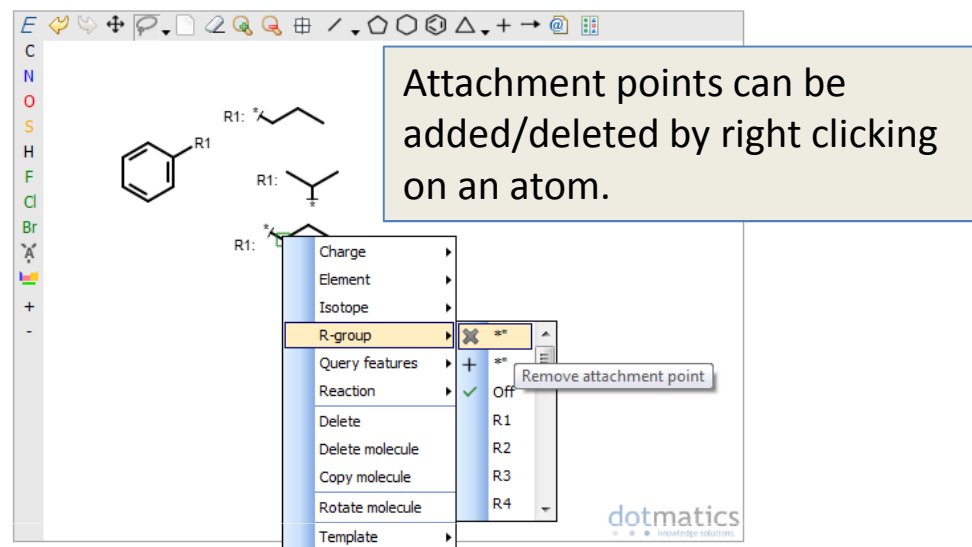 E
C
N
O
S
H
F
Cl
Br
A
+
-
Attachment points can be
added/deleted by right clicking
on an atom.
R1: *
R1
R1:
*
R1: *
Charge
Element
Isotope
R-group
Query features
Reaction
Delete
Delete molecule
Copy molecule
Rotate molecule
Template
*"
*"
Off
R1
R2
R3
R4
Remove attachment point
dotmatics
knowledge solutions